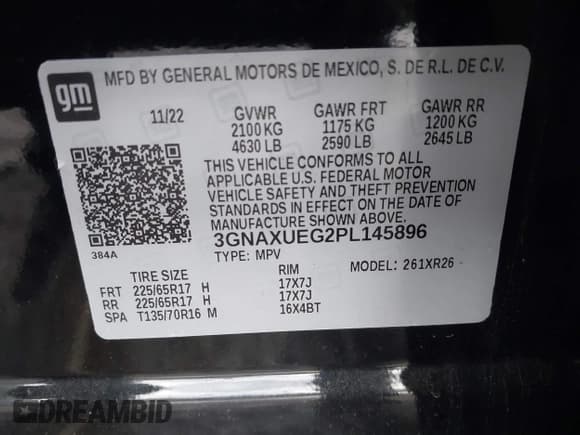 gm
MFD BY GENERAL MOTORS DE MEXICO, S. DE R.L. DE C.V.
11/22 GVWR GAWR FRT GAWR RR
2100 KG 1175 KG 1200 KG
4630 LB 2590 LB 2645 LB
THIS VEHICLE CONFORMS TO ALL
APPLICABLE U.S. FEDERAL MOTOR
VEHICLE SAFETY AND THEFT PREVENTION
STANDARDS IN EFFECT ON THE DATE OF
MANUFACTURE SHOWN ABOVE.
384A 3GNAXUEG2PL145896
TYPE: MPV MODEL: 261XR26
TIRE SIZE RIM
FRT 225/65R17 H 17X7J
RR 225/65R17 H 17X7J
SPA T135/70R16 M 16X4BT
DREAMBID